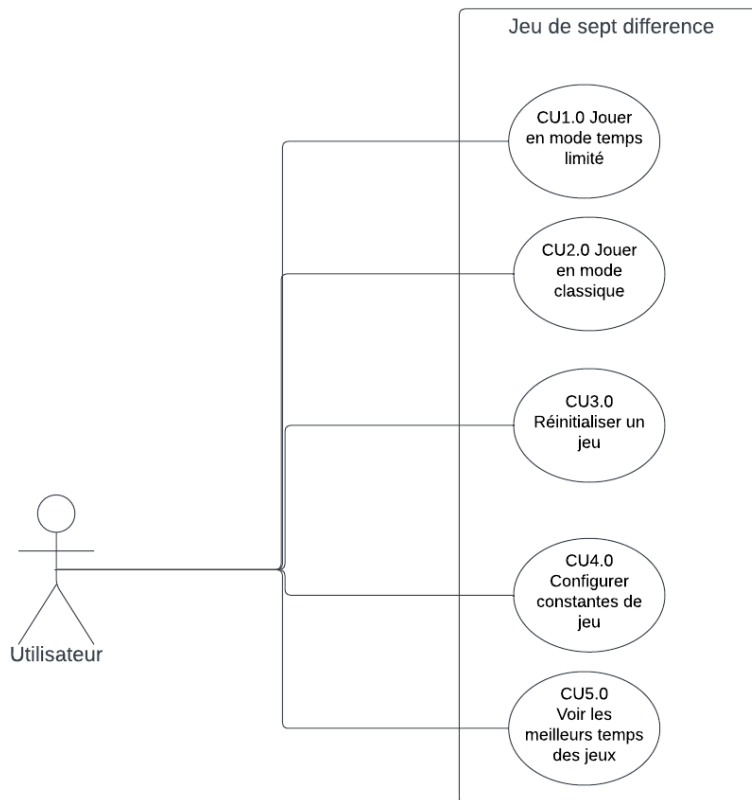 Jeu de sept difference
CU1.0 Jouer
en mode temps
limité
CU2.0 Jouer
en mode
classique
CU3.0
Réinitialiser un
jeu
CU4.0
Configurer
constantes de
jeu
Utilisateur
CU5.0
Voir les
meilleurs temps
des jeux